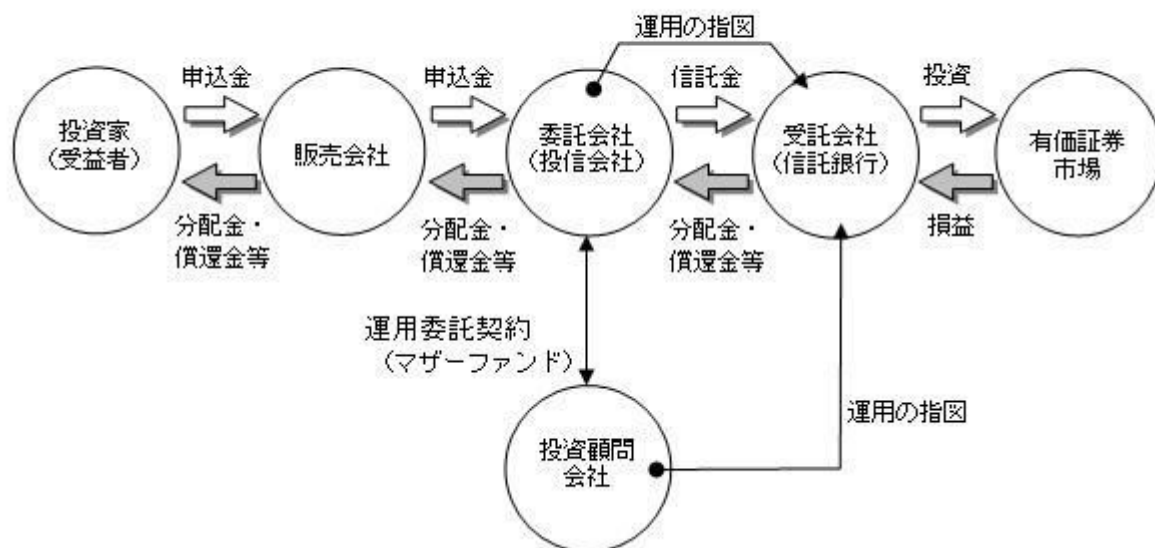 運用の指図
申込金
申込金
信託金
投資
投資家
（受益者）
販売会社
委託会社
（投信会社）
受託会社
（信託銀行）
有価証券
市場
分配金・
償還金等
分配金・
償還金等
分配金・
償還金等
損益
運用委託契約
（マザーファンド）
運用の指図
投資顧問
会社